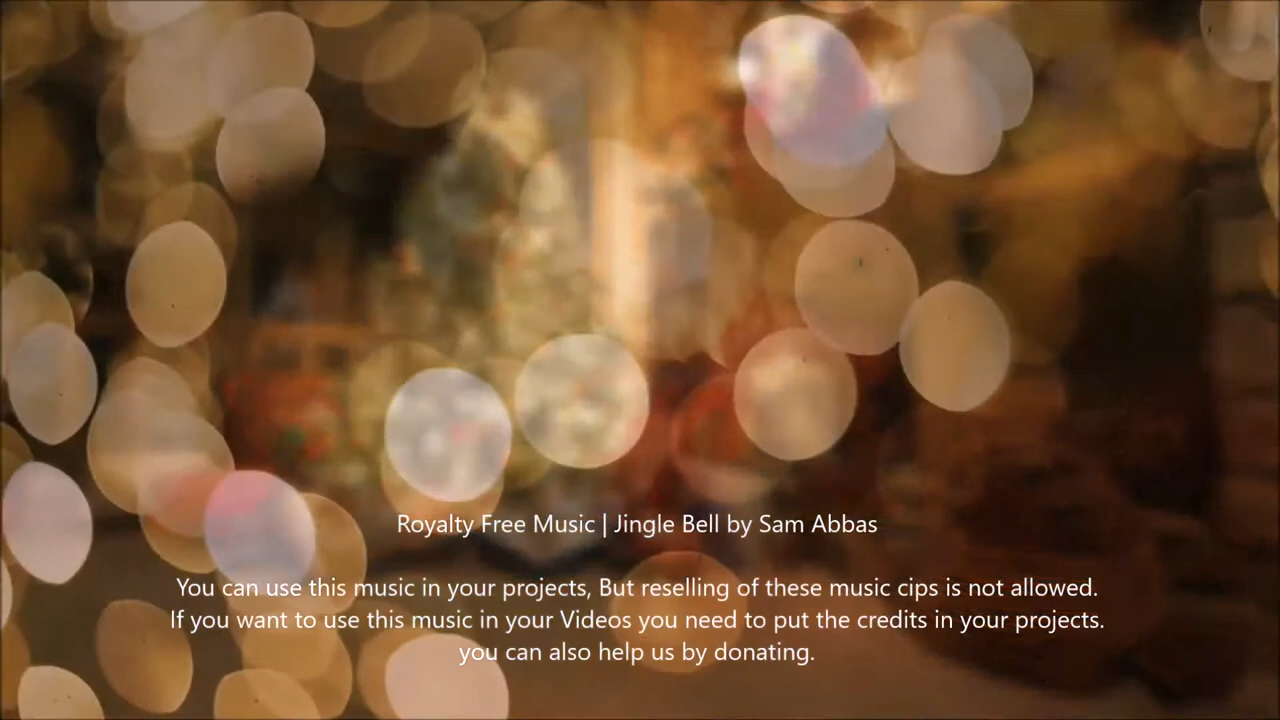 Royalty Free Music | Jingle Bell by Sam Abbas
You can use this music in your projects, But reselling of these music cips is not allowed.
If you want to use this music in your Videos you need to put the credits in your projects.
you can also help us by donating.